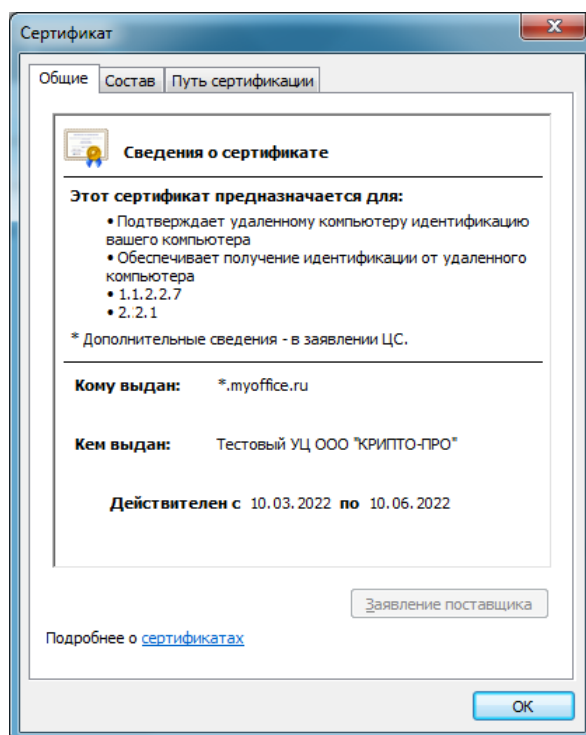 Сертификат
Общие Состав Путь сертификации
Сведения о сертификате
Этот сертификат предназначается для:
• Подтверждает удаленному компьютеру идентификацию
вашего компьютера
• Обеспечивает получение идентификации от удаленного
компьютера
• 1.1.2.2.7
• 2.2.1
* Дополнительные сведения - в заявлении ЦС.
Кому выдан: *.myoffice.ru
Кем выдан: Тестовый УЦ ООО "КРИПТО-ПРО"
Действителен с 10.03.2022 по 10.06.2022
Заявление поставщика
Подробнее о сертификатах
ОК